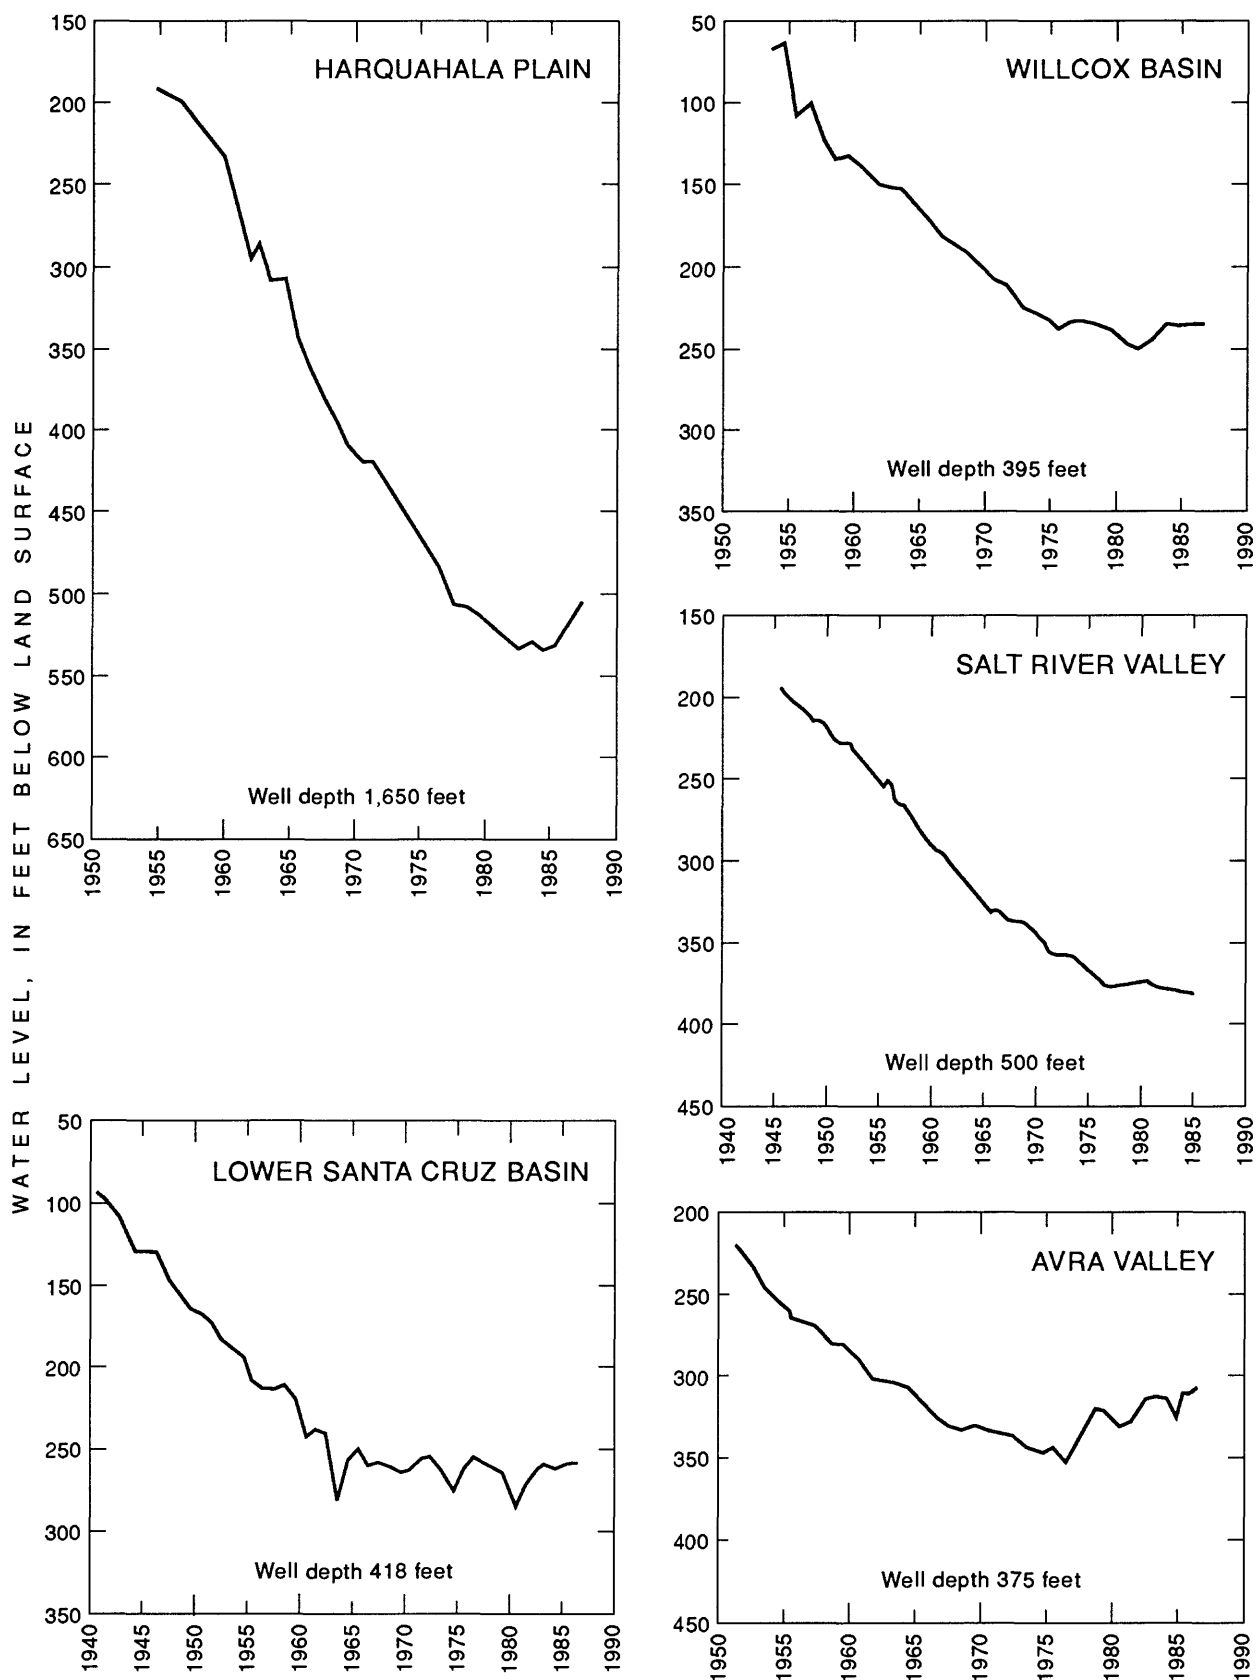 WATER LEVEL, IN FEET BELOW LAND SURFACE
HARQUAHALA PLAIN
150
200
250
300
350
400
450
500
550
600
650
Well depth 1,650 feet
1950 1955 1960 1965 1970 1975 1980 1985 1990
WILLCOX BASIN
50
100
150
200
250
300
350
Well depth 395 feet
1950 1955 1960 1965 1970 1975 1980 1985 1990
SALT RIVER VALLEY
150
200
250
300
350
400
450
Well depth 500 feet
1940 1945 1950 1955 1960 1965 1970 1975 1980 1985 1990
LOWER SANTA CRUZ BASIN
50
100
150
200
250
300
350
Well depth 418 feet
1940 1945 1950 1955 1960 1965 1970 1975 1980 1985 1990
AVRA VALLEY
200
250
300
350
400
450
Well depth 375 feet
1950 1955 1960 1965 1970 1975 1980 1985 1990